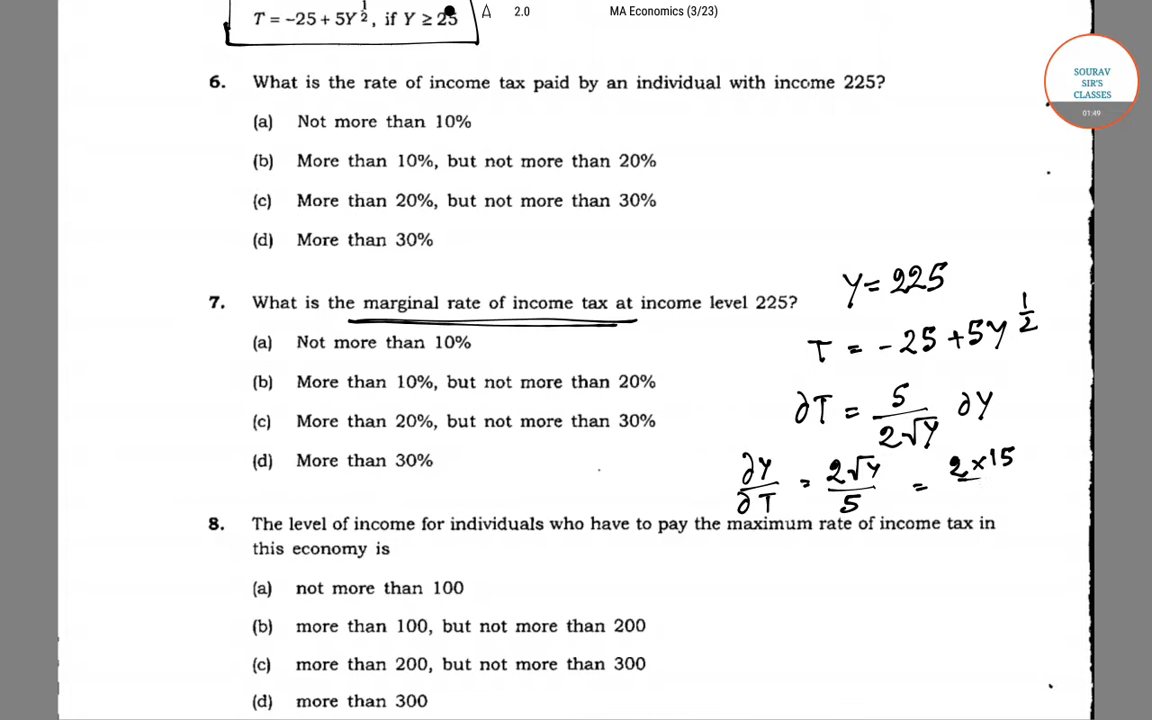 T = −25 + 5Y^(1/2), if Y ≥ 25
A 2.0 MA Economics (3/23)
SOURAV
SIR'S
CLASSES
01:49
6. What is the rate of income tax paid by an individual with income 225?
(a) Not more than 10%
(b) More than 10%, but not more than 20%
(c) More than 20%, but not more than 30%
(d) More than 30%
7. What is the marginal rate of income tax at income level 225?
(a) Not more than 10%
(b) More than 10%, but not more than 20%
(c) More than 20%, but not more than 30%
(d) More than 30%
Y = 225
T = -25 + 5Y^(1/2)
∂T = 5/(2√Y) ∂Y
∂Y/∂T = 2√Y/5 = 2×15
8. The level of income for individuals who have to pay the maximum rate of income tax in
this economy is
(a) not more than 100
(b) more than 100, but not more than 200
(c) more than 200, but not more than 300
(d) more than 300